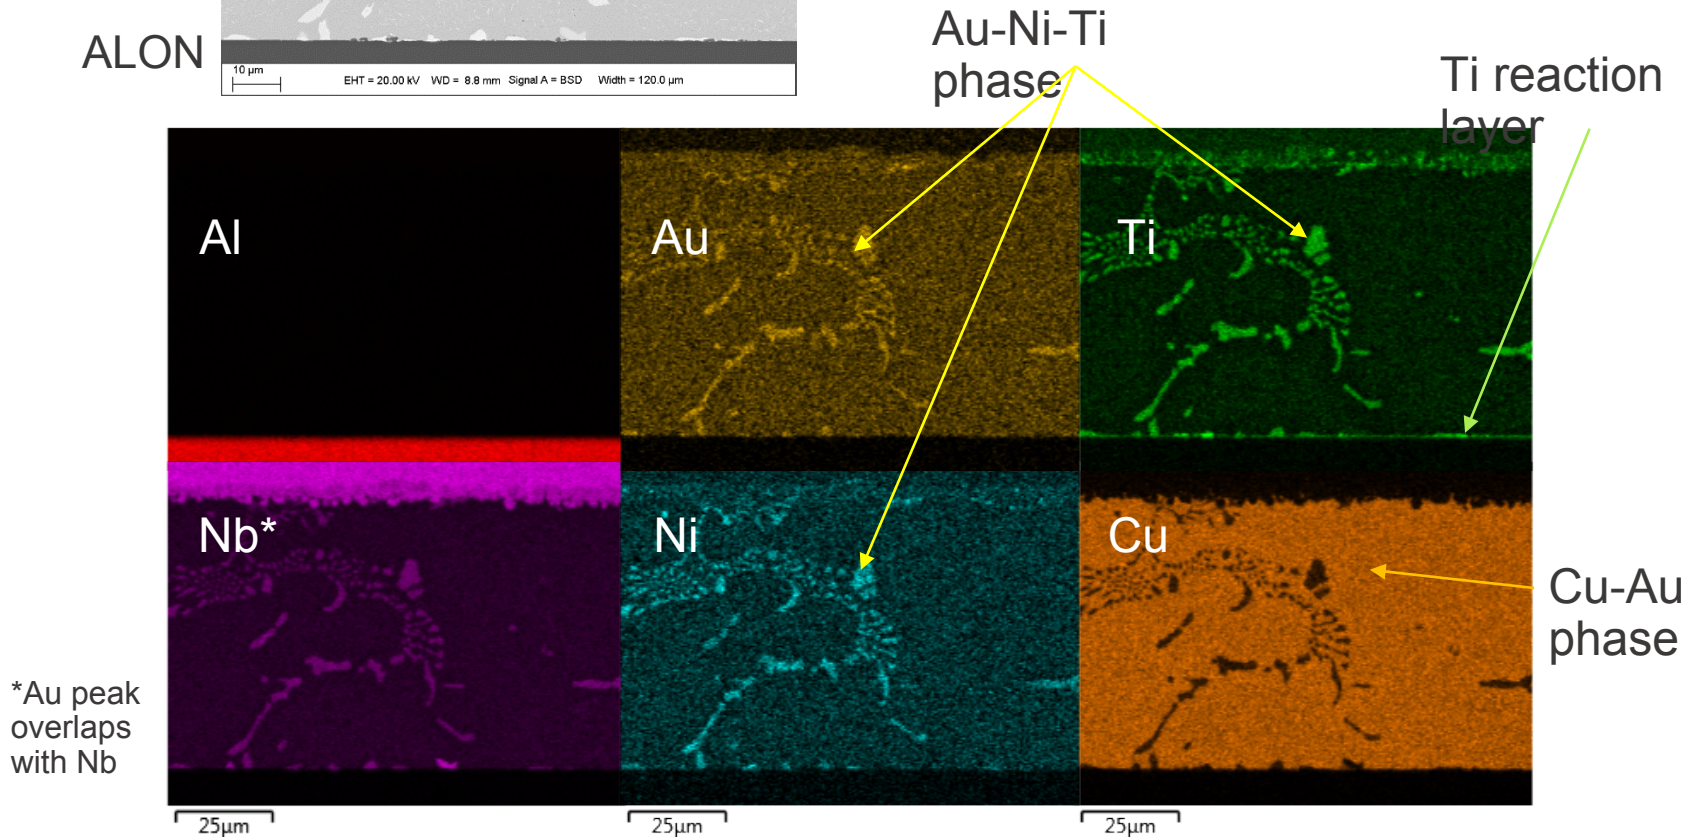 ALON
10 µm
EHT = 20.00 kV WD = 8.8 mm Signal A = BSD Width = 120.0 µm
Au-Ni-Ti
phase
Ti reaction
layer
Al
Au
Ti
Nb*
Ni
Cu
Cu-Au
phase
*Au peak
overlaps
with Nb
25µm
25µm
25µm